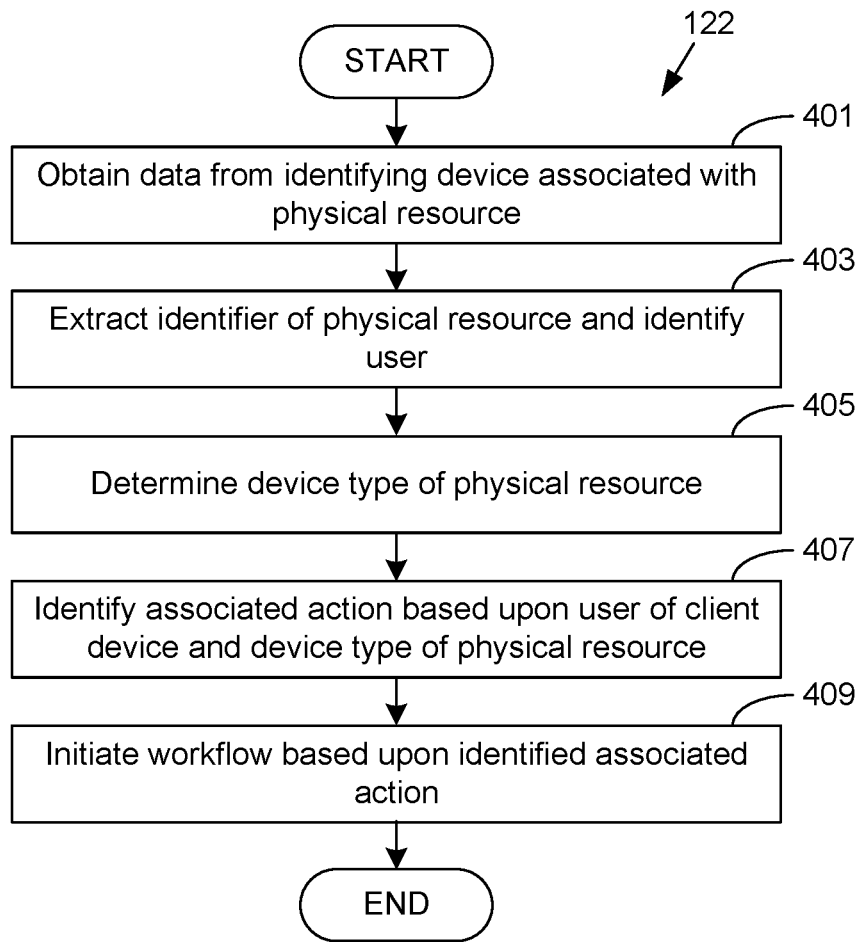 START
122
401
Obtain data from identifying device associated with
physical resource
403
Extract identifier of physical resource and identify
user
405
Determine device type of physical resource
407
Identify associated action based upon user of client
device and device type of physical resource
409
Initiate workflow based upon identified associated
action
END